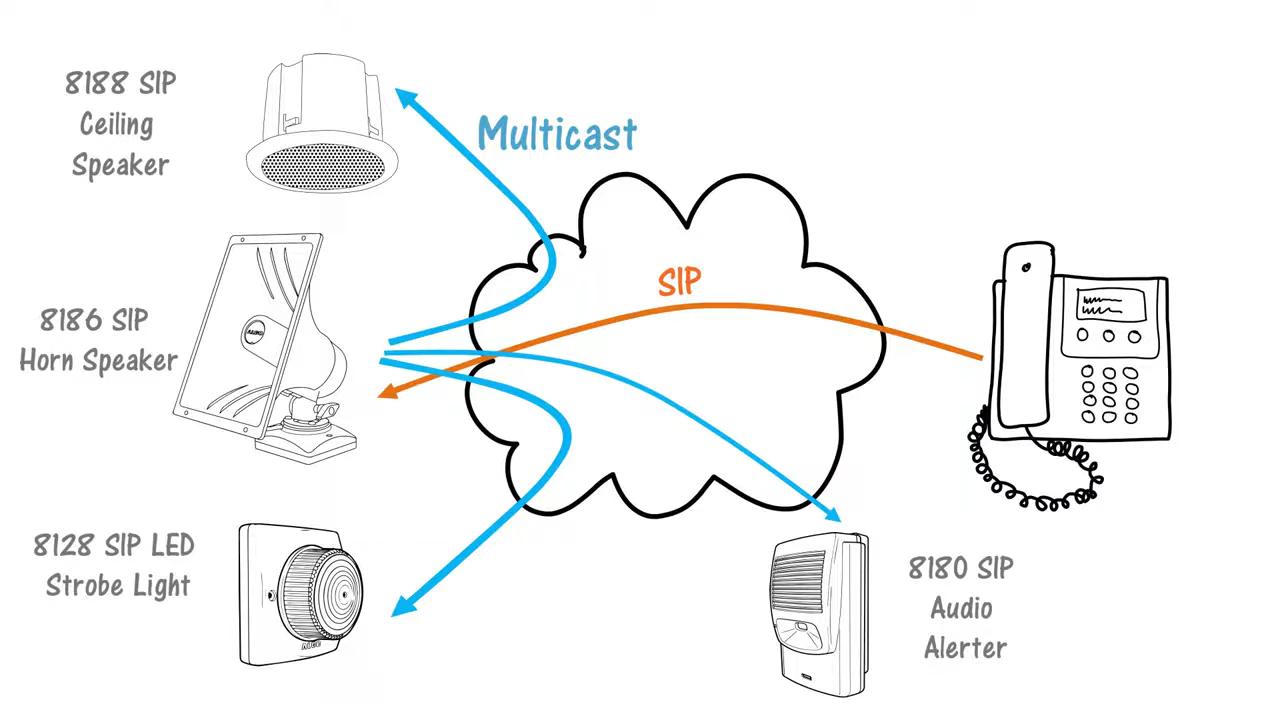 8188 SIP
Ceiling
Speaker
Multicast
SIP
8186 SIP
Horn Speaker
8128 SIP LED
Strobe Light
8180 SIP
Audio
Alerter